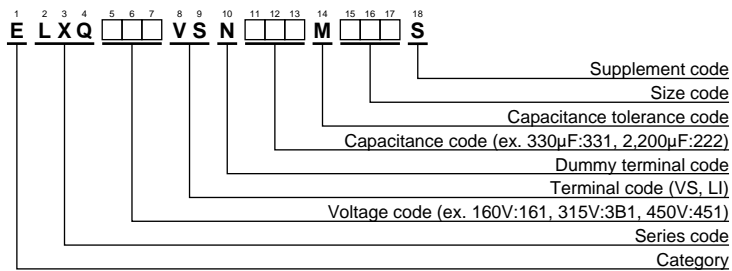 1 2 3 4 5 6 7 8 9 10 11 12 13 14 15 16 17 18
E L X Q V S N M S
Supplement code
Size code
Capacitance tolerance code
Capacitance code (ex. 330μF:331, 2,200μF:222)
Dummy terminal code
Terminal code (VS, LI)
Voltage code (ex. 160V:161, 315V:3B1, 450V:451)
Series code
Category